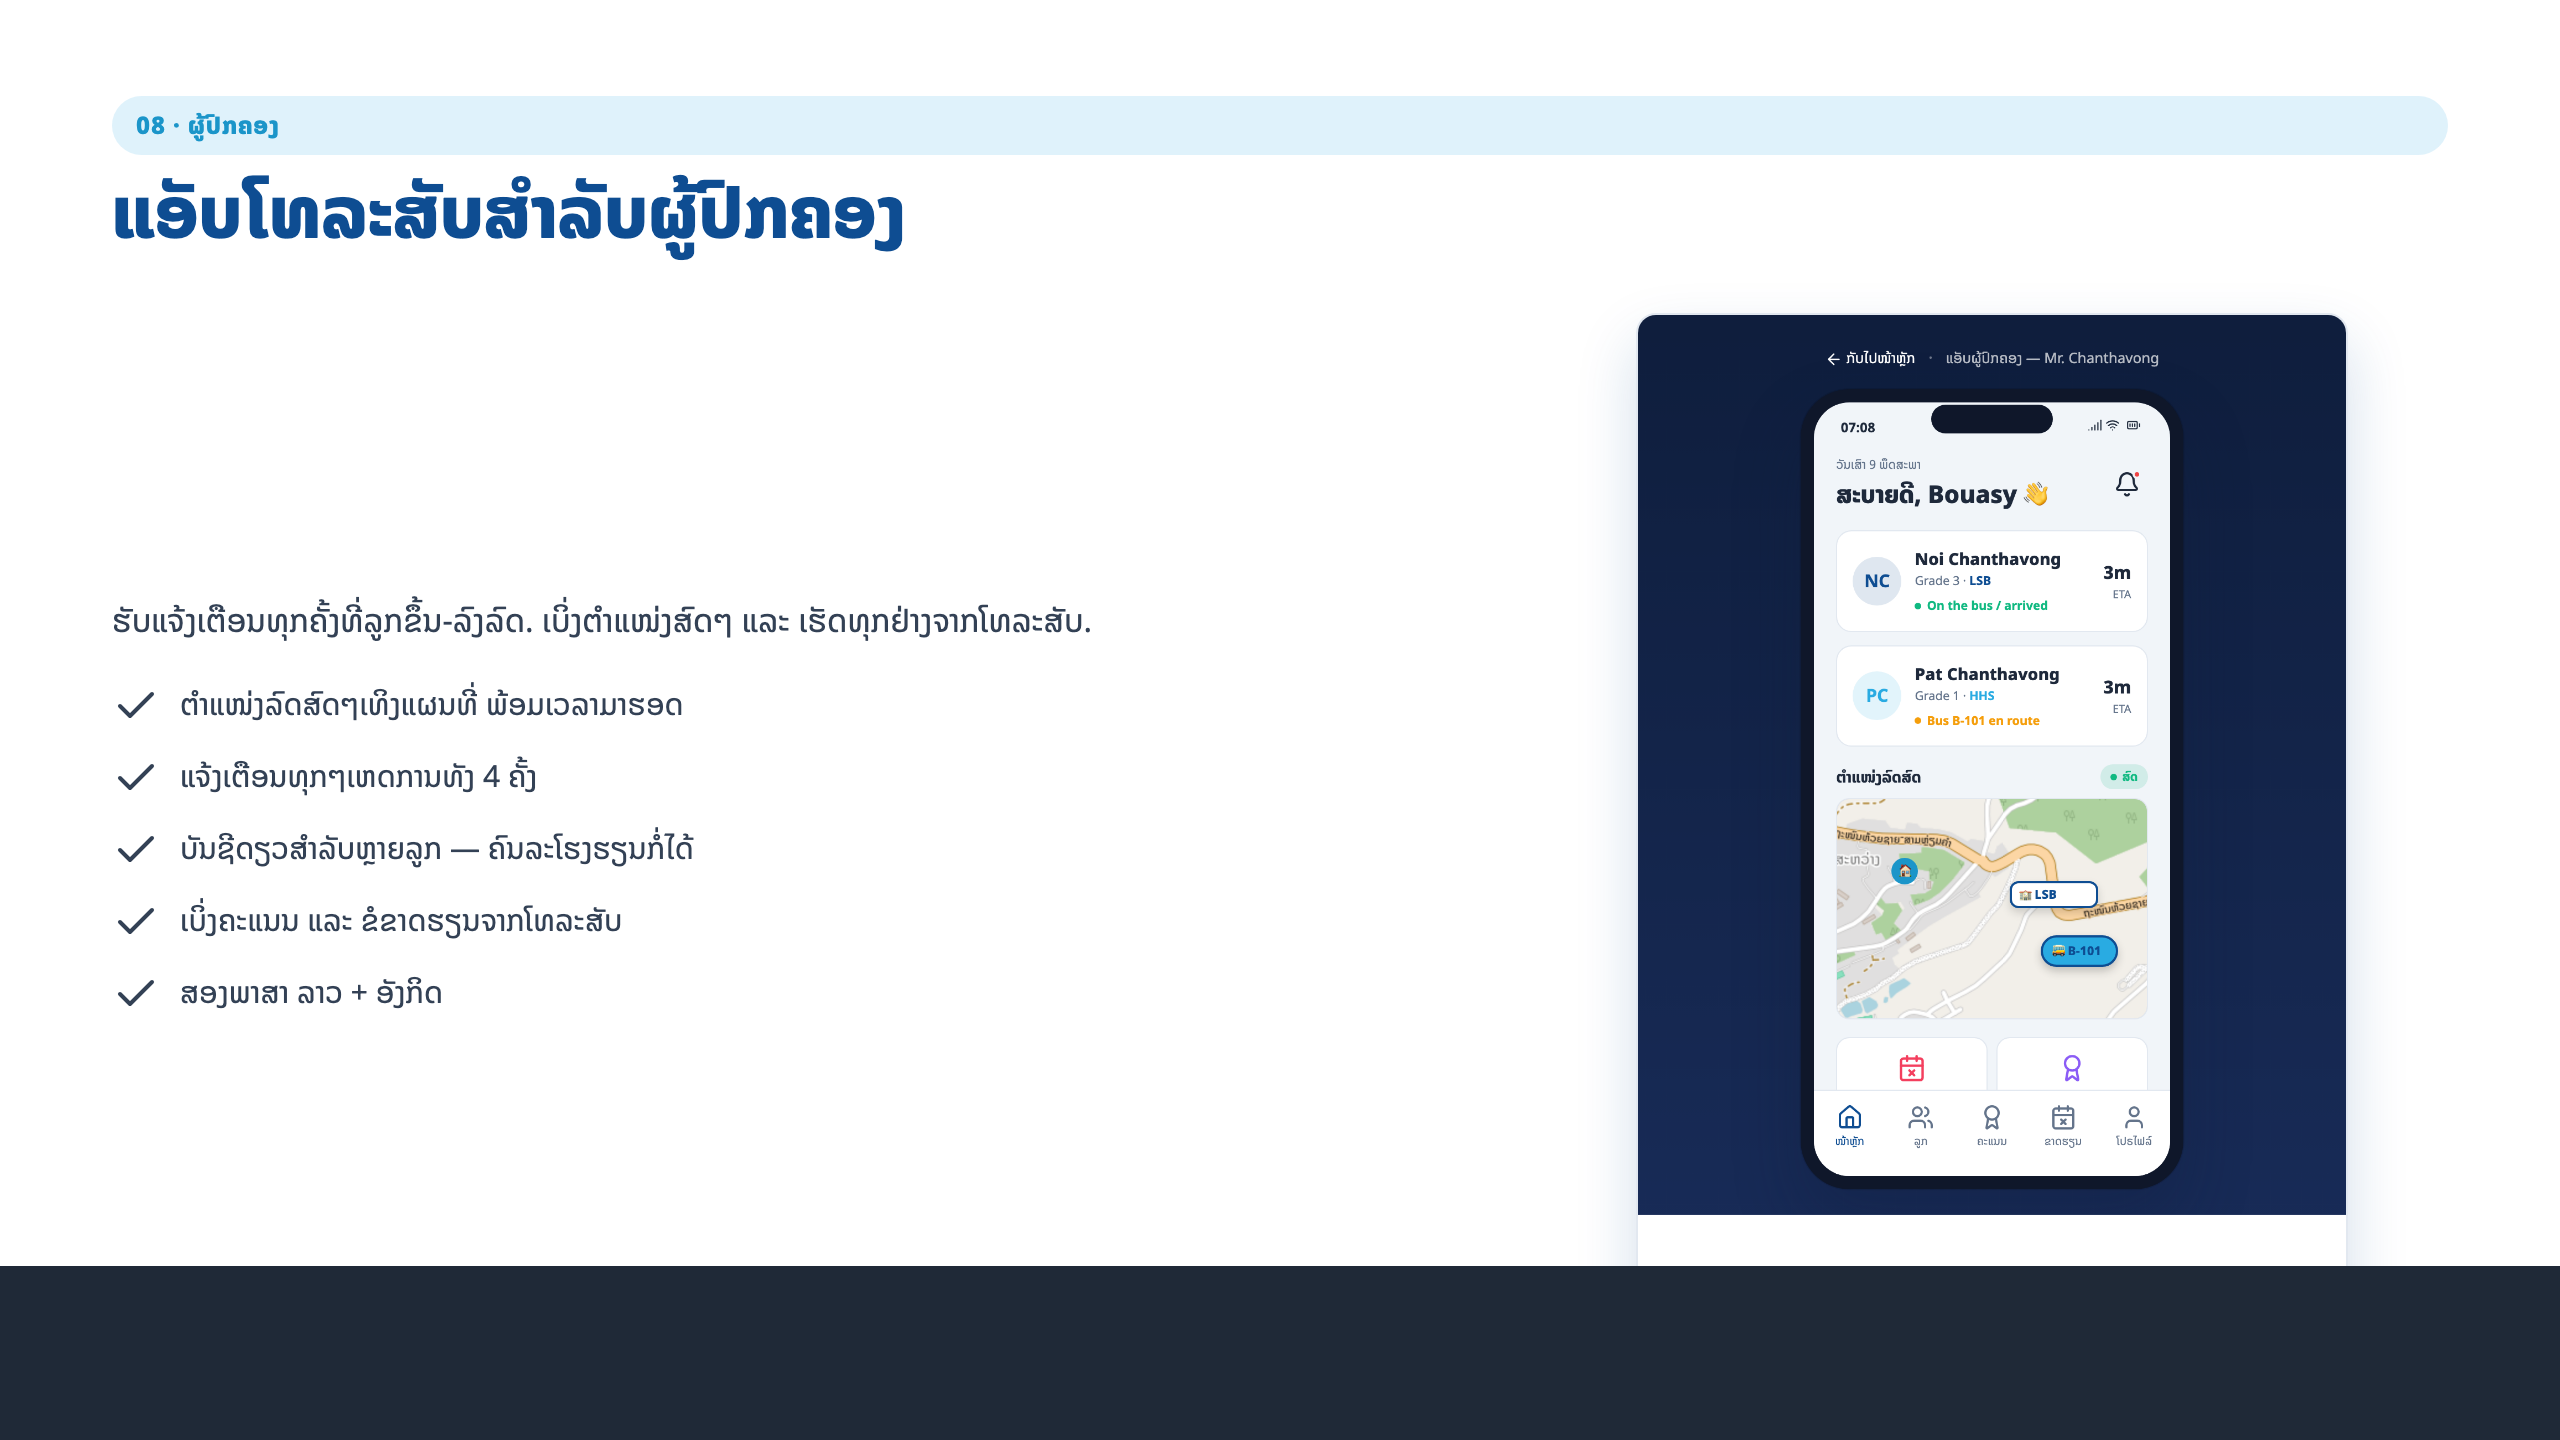 08 · ຜູ້ປົກຄອງ
ແອັບໂທລະສັບສຳລັບຜູ້ປົກຄອງ
ຮັບແຈ້ງເຕືອນທຸກຄັ້ງທີ່ລູກຂຶ້ນ-ລົງລົດ. ເບິ່ງຕຳແໜ່ງສົດໆ ແລະ ເຮັດທຸກຢ່າງຈາກໂທລະສັບ.
ຕຳແໜ່ງລົດສົດໆເທິງແຜນທີ່ ພ້ອມເວລາມາຮອດ
ແຈ້ງເຕືອນທຸກໆເຫດການທັງ 4 ຄັ້ງ
ບັນຊີດຽວສຳລັບຫຼາຍລູກ — ຄົນລະໂຮງຮຽນກໍ່ໄດ້
ເບິ່ງຄະແນນ ແລະ ຂໍຂາດຮຽນຈາກໂທລະສັບ
ສອງພາສາ ລາວ + ອັງກິດ
ກັບໄປໜ້າຫຼັກ · ແອັບຜູ້ປົກຄອງ — Mr. Chanthavong
07:08
ວັນເສົາ 9 ພຶດສະພາ
ສະບາຍດີ, Bouasy 👋
NC
Noi Chanthavong
Grade 3 · LSB
On the bus / arrived
3m
ETA
PC
Pat Chanthavong
Grade 1 · HHS
Bus B-101 en route
3m
ETA
ຕຳແໜ່ງລົດສົດ
ສົດ
ສະຫວ່າງ
LSB
B-101
ໜ້າຫຼັກ
ລູກ
ຄະແນນ
ຂາດຮຽນ
ໂປຣໄຟລ໌